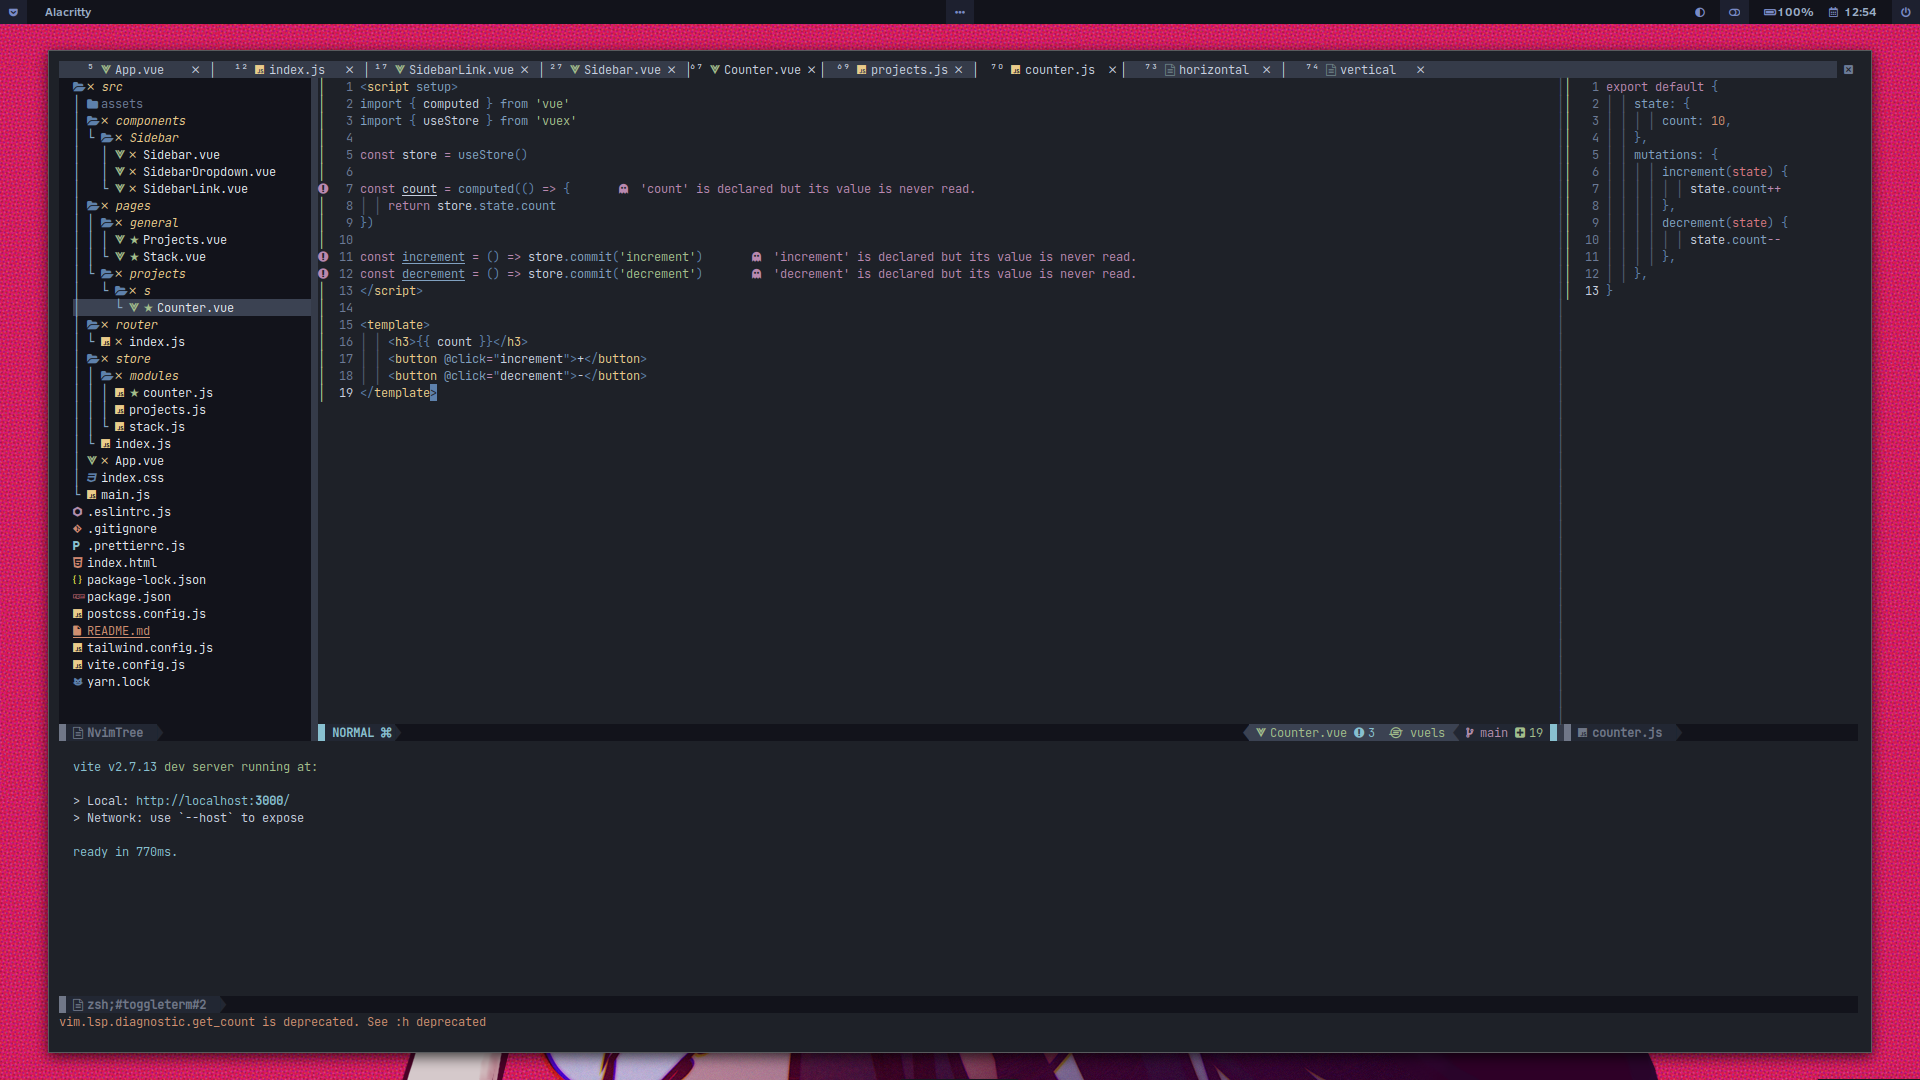 Alacritty
100%
12:54
5 App.vue
12 index.js
17 SidebarLink.vue
27 Sidebar.vue
67 Counter.vue
69 projects.js
70 counter.js
73 horizontal
74 vertical
src
assets
components
Sidebar
Sidebar.vue
SidebarDropdown.vue
SidebarLink.vue
pages
general
Projects.vue
Stack.vue
projects
s
Counter.vue
router
index.js
store
modules
counter.js
projects.js
stack.js
index.js
App.vue
index.css
main.js
.eslintrc.js
.gitignore
.prettierrc.js
index.html
package-lock.json
package.json
postcss.config.js
README.md
tailwind.config.js
vite.config.js
yarn.lock
1 <script setup>
2 import { computed } from 'vue'
3 import { useStore } from 'vuex'
4
5 const store = useStore()
6
7 const count = computed(() => { 'count' is declared but its value is never read.
8 return store.state.count
9 })
10
11 const increment = () => store.commit('increment') 'increment' is declared but its value is never read.
12 const decrement = () => store.commit('decrement') 'decrement' is declared but its value is never read.
13 </script>
14
15 <template>
16 <h3>{{ count }}</h3>
17 <button @click="increment">+</button>
18 <button @click="decrement">-</button>
19 </template>
1 export default {
2 state: {
3 count: 10,
4 },
5 mutations: {
6 increment(state) {
7 state.count++
8 },
9 decrement(state) {
10 state.count--
11 },
12 },
13 }
NvimTree
NORMAL ⌘
Counter.vue 3 vuels main 19
counter.js
vite v2.7.13 dev server running at:
> Local: http://localhost:3000/
> Network: use `--host` to expose
ready in 770ms.
zsh;#toggleterm#2
vim.lsp.diagnostic.get_count is deprecated. See :h deprecated